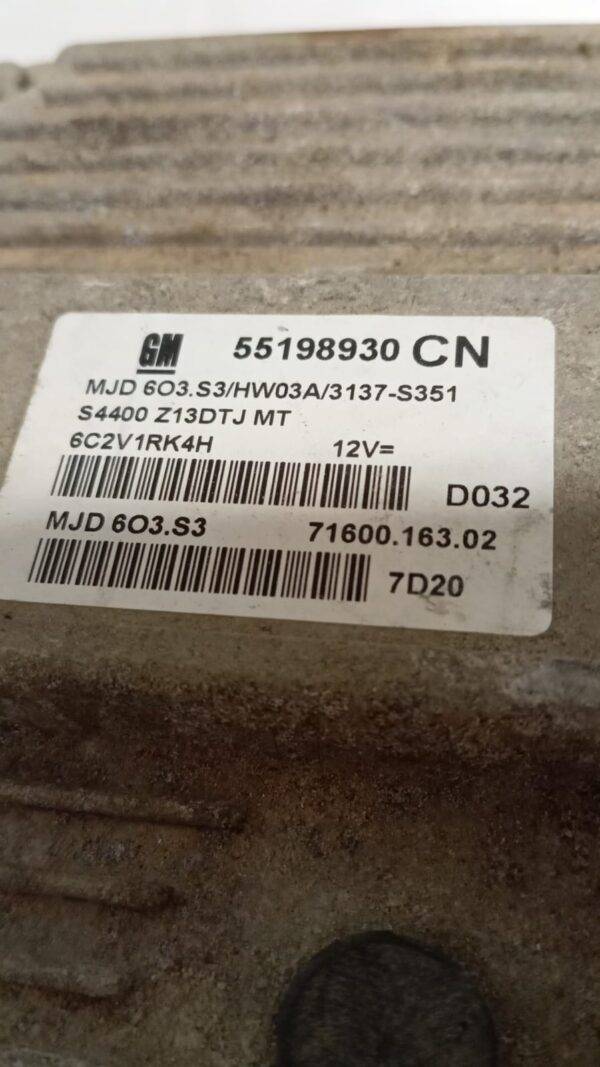 GM 55198930 CN
MJD 6O3.S3/HW03A/3137-S351
S4400 Z13DTJ MT
6C2V1RK4H 12V=
D032
MJD 6O3.S3 71600.163.02
7D20